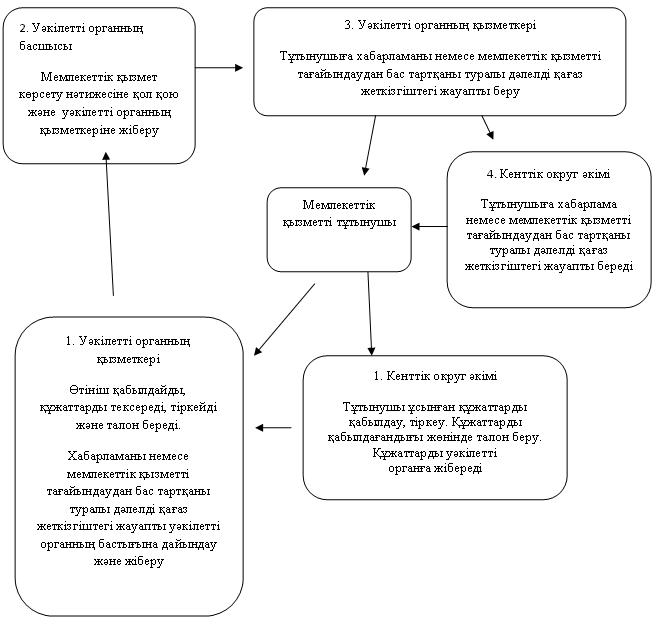 2. Уәкілетті органның
басшысы
Мемлекеттік қызмет
көрсету нәтижесіне қол қою
және уәкілетті органның
қызметкеріне жіберу
3. Уәкілетті органның қызметкері
Тұтынушыға хабарламаны немесе мемлекеттік қызметті
тағайындаудан бас тартқаны туралы дәлелді қағаз
жеткізгіштегі жауапты беру
4. Кенттік округ әкімі
Тұтынушыға хабарлама
немесе мемлекеттік қызметті
тағайындаудан бас тартқаны
туралы дәлелді қағаз
жеткізгіштегі жауапты береді
Мемлекеттік
қызметті тұтынушы
1. Уәкілетті органның
қызметкері
Өтініш қабылдайды,
құжаттарды тексереді, тіркейді
және талон береді.
Хабарламаны немесе
мемлекеттік қызметті
тағайындаудан бас тартқаны
туралы дәлелді қағаз
жеткізгіштегі жауапты уәкілетті
органның бастығына дайындау
және жіберу
1. Кенттік округ әкімі
Тұтынушы ұсынған құжаттарды
қабылдау, тіркеу. Құжаттарды
қабылдағандығы жөнінде талон беру.
Құжаттарды уәкілетті
органға жібереді